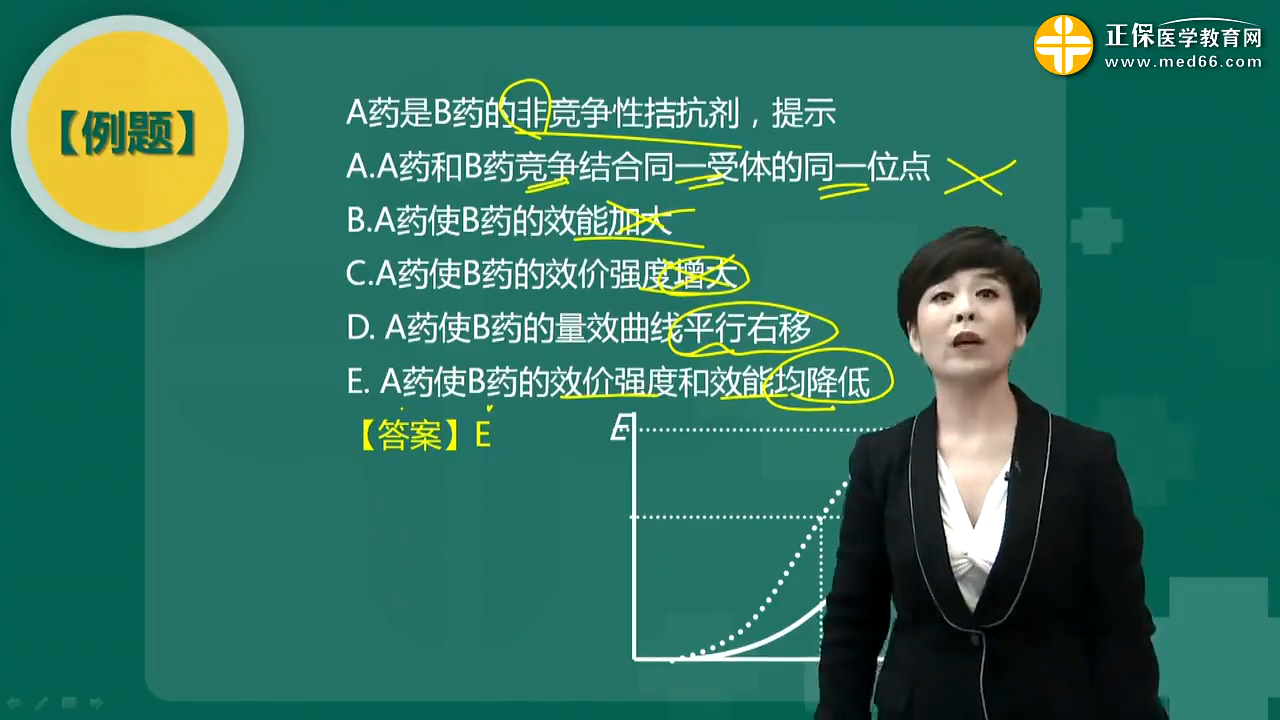 正保医学教育网
www.med66.com
【例题】
A药是B药的非竞争性拮抗剂，提示
A.A药和B药竞争结合同一受体的同一位点
B.A药使B药的效能加大
C.A药使B药的效价强度增大
D. A药使B药的量效曲线平行右移
E. A药使B药的效价强度和效能均降低
【答案】E
E